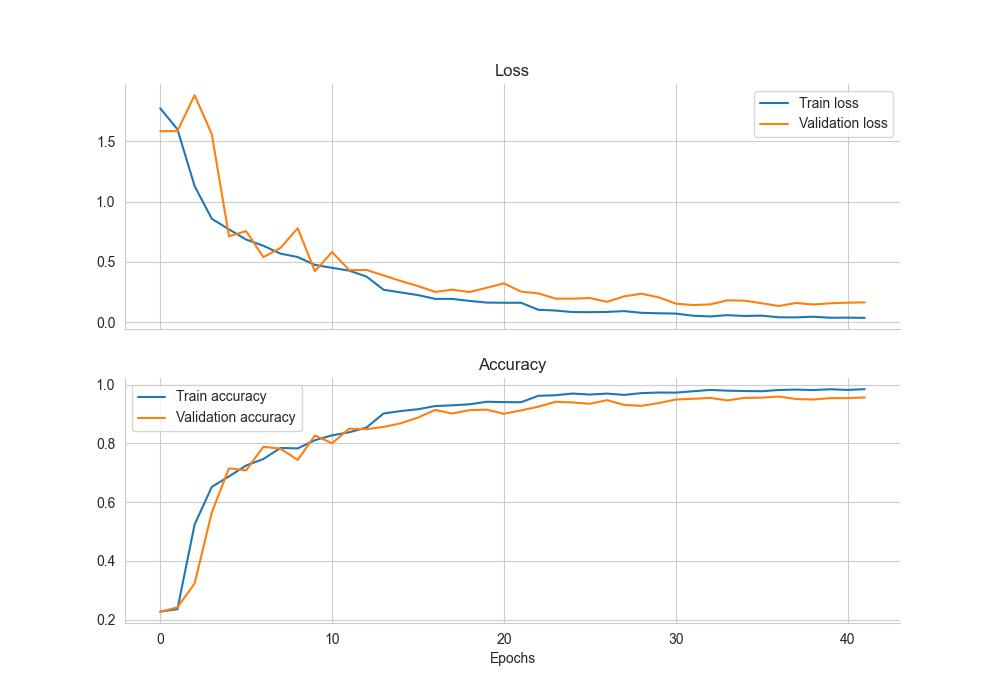 Loss
Train loss
Validation loss
1.5
1.0
0.5
0.0
Accuracy
Train accuracy
Validation accuracy
1.0
0.8
0.6
0.4
0.2
0 10 20 30 40
Epochs